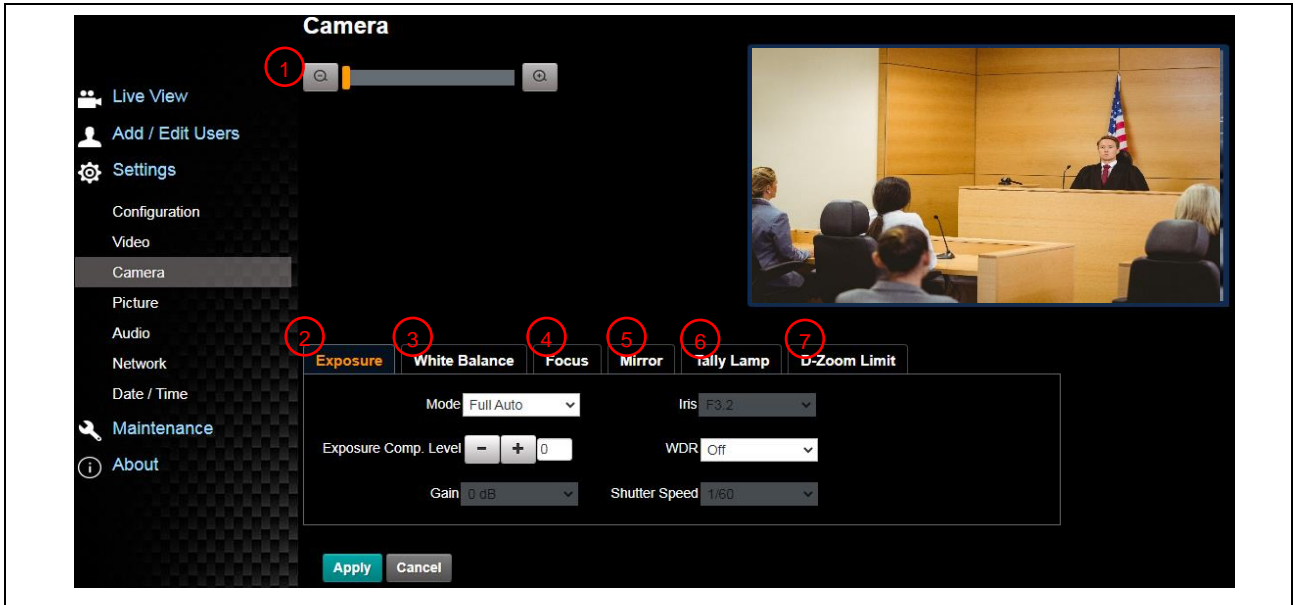 Camera
1
Live View
Add / Edit Users
Settings
Configuration
Video
Camera
Picture
Audio
Network
Date / Time
Maintenance
About
2 3 4 5 6 7
Exposure White Balance Focus Mirror Tally Lamp D-Zoom Limit
Mode Full Auto Iris F3.2
Exposure Comp. Level - + 0 WDR Off
Gain 0 dB Shutter Speed 1/60
Apply Cancel